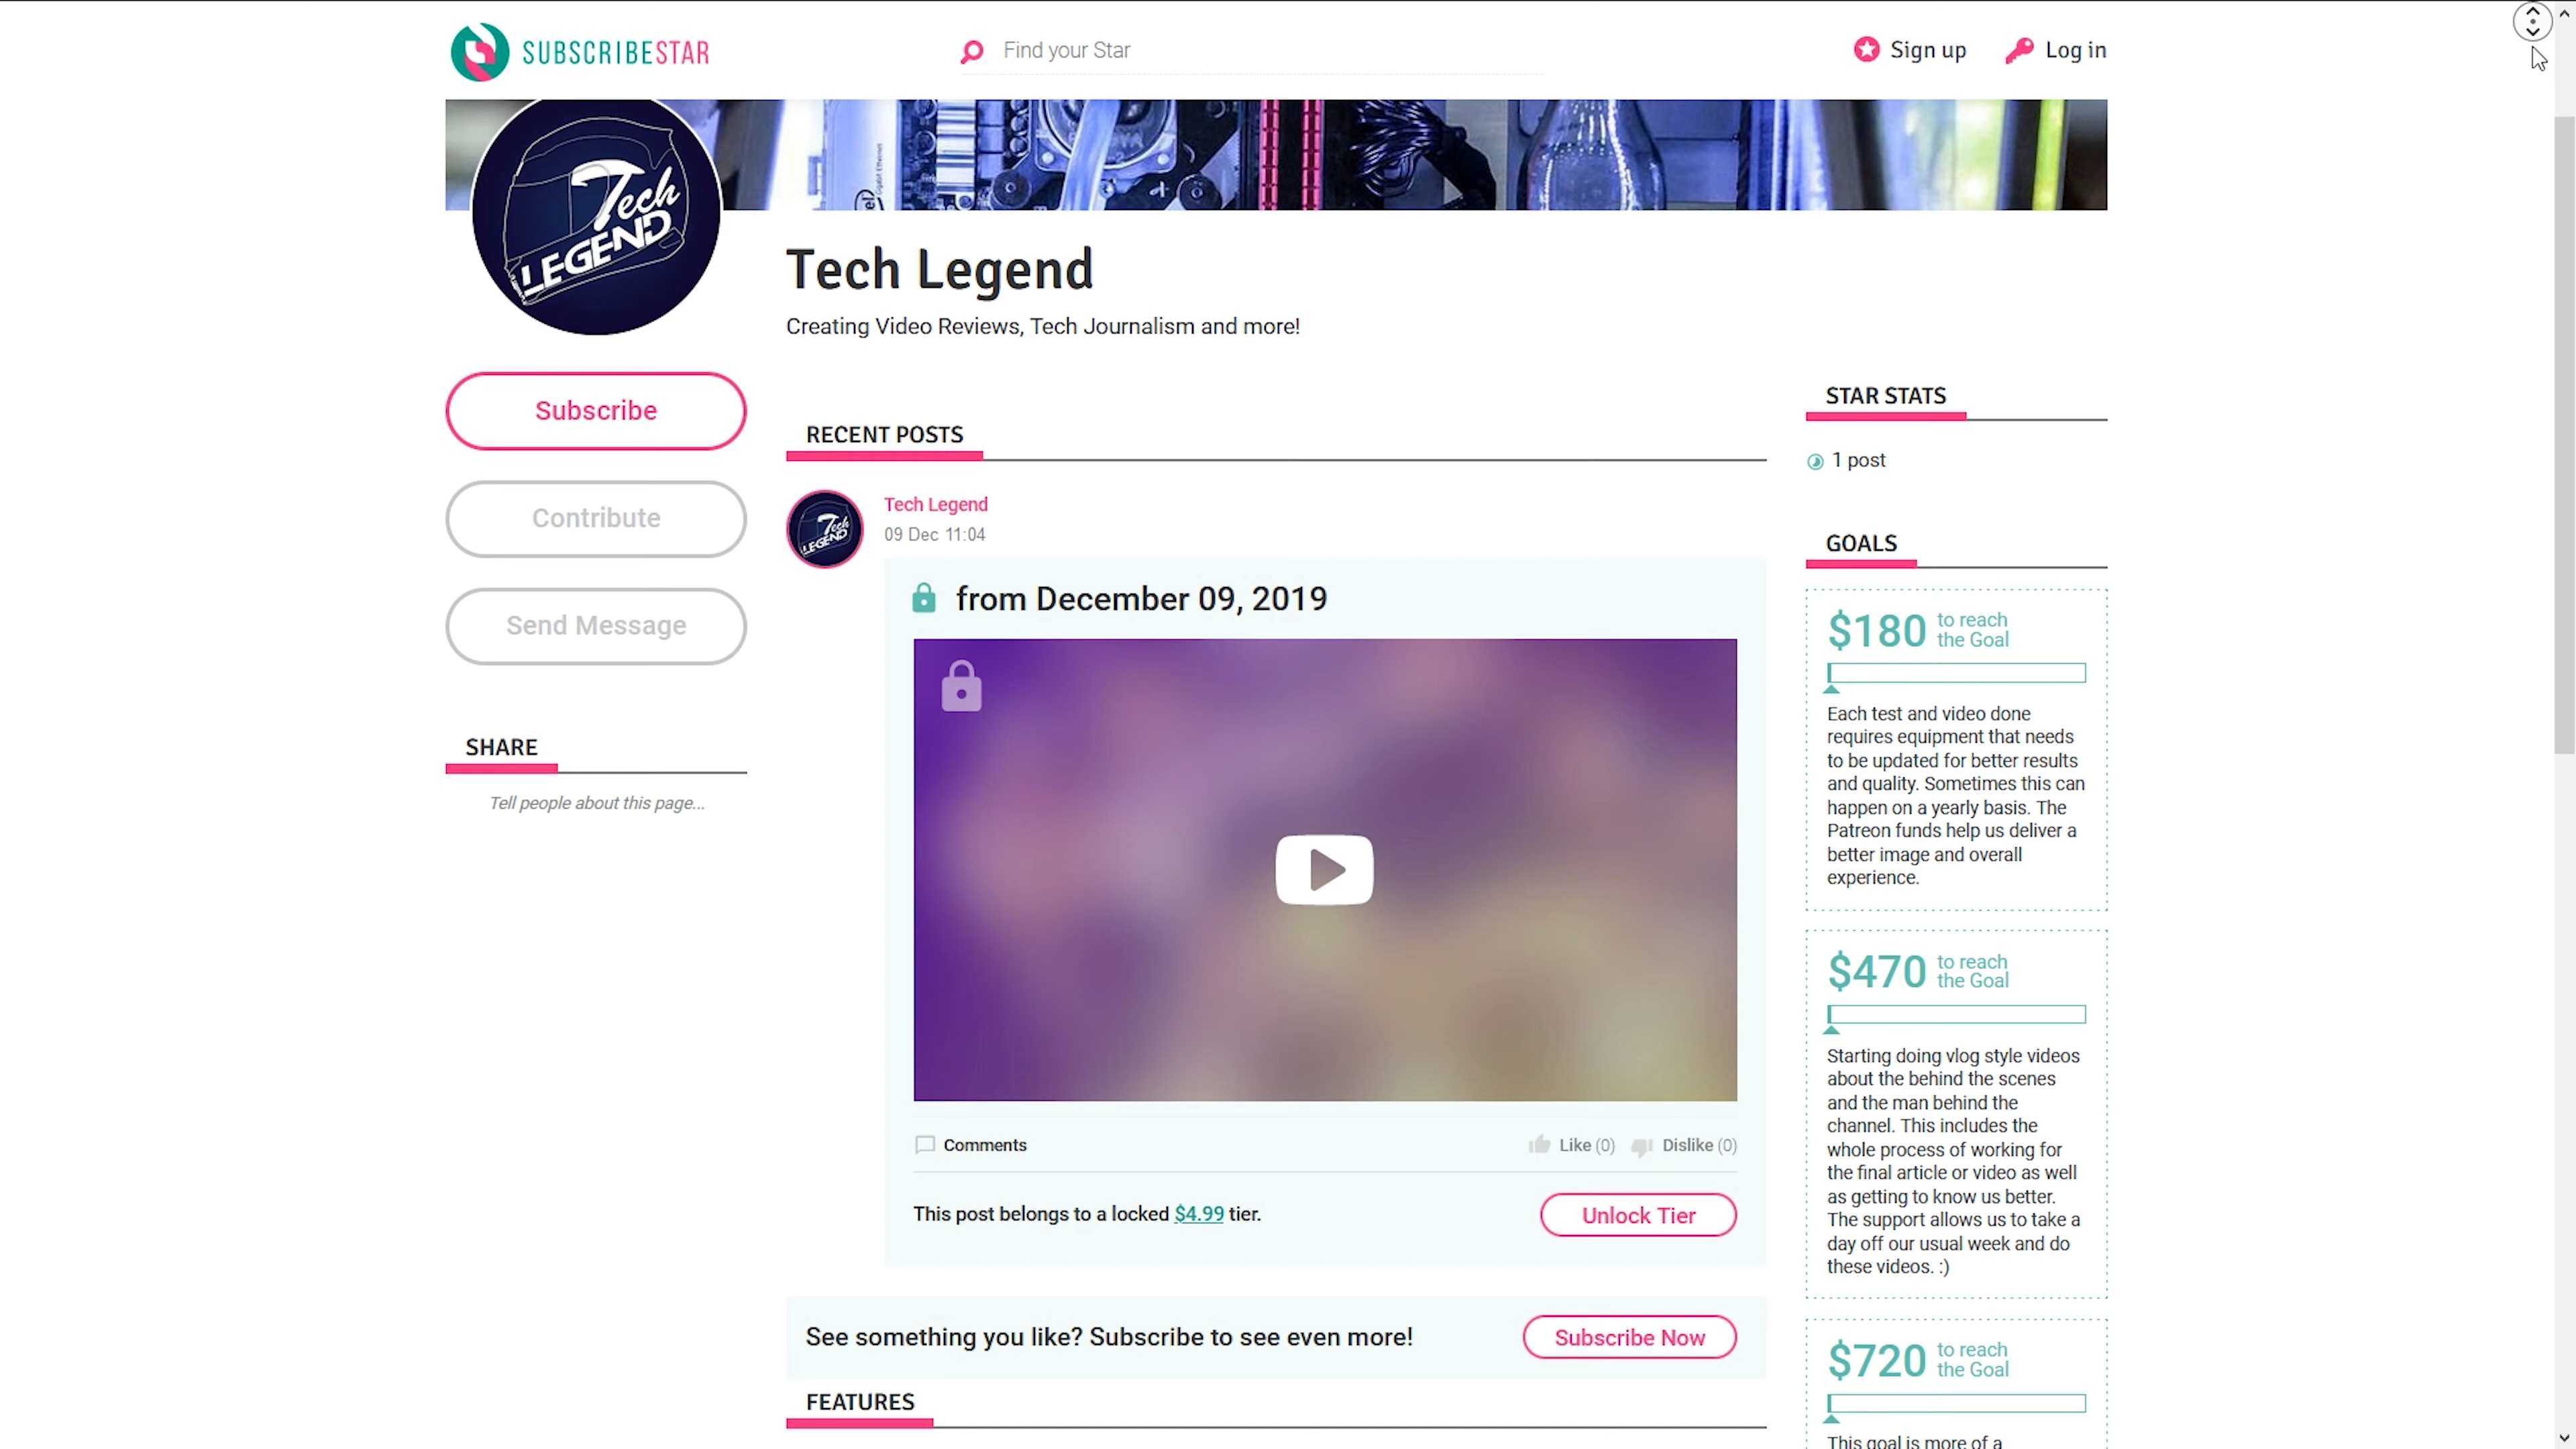 SUBSCRIBESTAR
Find your Star
Sign up
Log in
Tech
LEGEND
Tech Legend
Creating Video Reviews, Tech Journalism and more!
Subscribe
Contribute
Send Message
SHARE
Tell people about this page...
RECENT POSTS
Tech
LEGEND
Tech Legend
09 Dec 11:04
from December 09, 2019
Comments
Like (0)
Dislike (0)
This post belongs to a locked $4.99 tier.
Unlock Tier
See something you like? Subscribe to see even more!
Subscribe Now
FEATURES
STAR STATS
1 post
GOALS
$180 to reach
the Goal
Each test and video done
requires equipment that needs
to be updated for better results
and quality. Sometimes this can
happen on a yearly basis. The
Patreon funds help us deliver a
better image and overall
experience.
$470 to reach
the Goal
Starting doing vlog style videos
about the behind the scenes
and the man behind the
channel. This includes the
whole process of working for
the final article or video as well
as getting to know us better.
The support allows us to take a
day off our usual week and do
these videos. :)
$720 to reach
the Goal
This goal is more of a